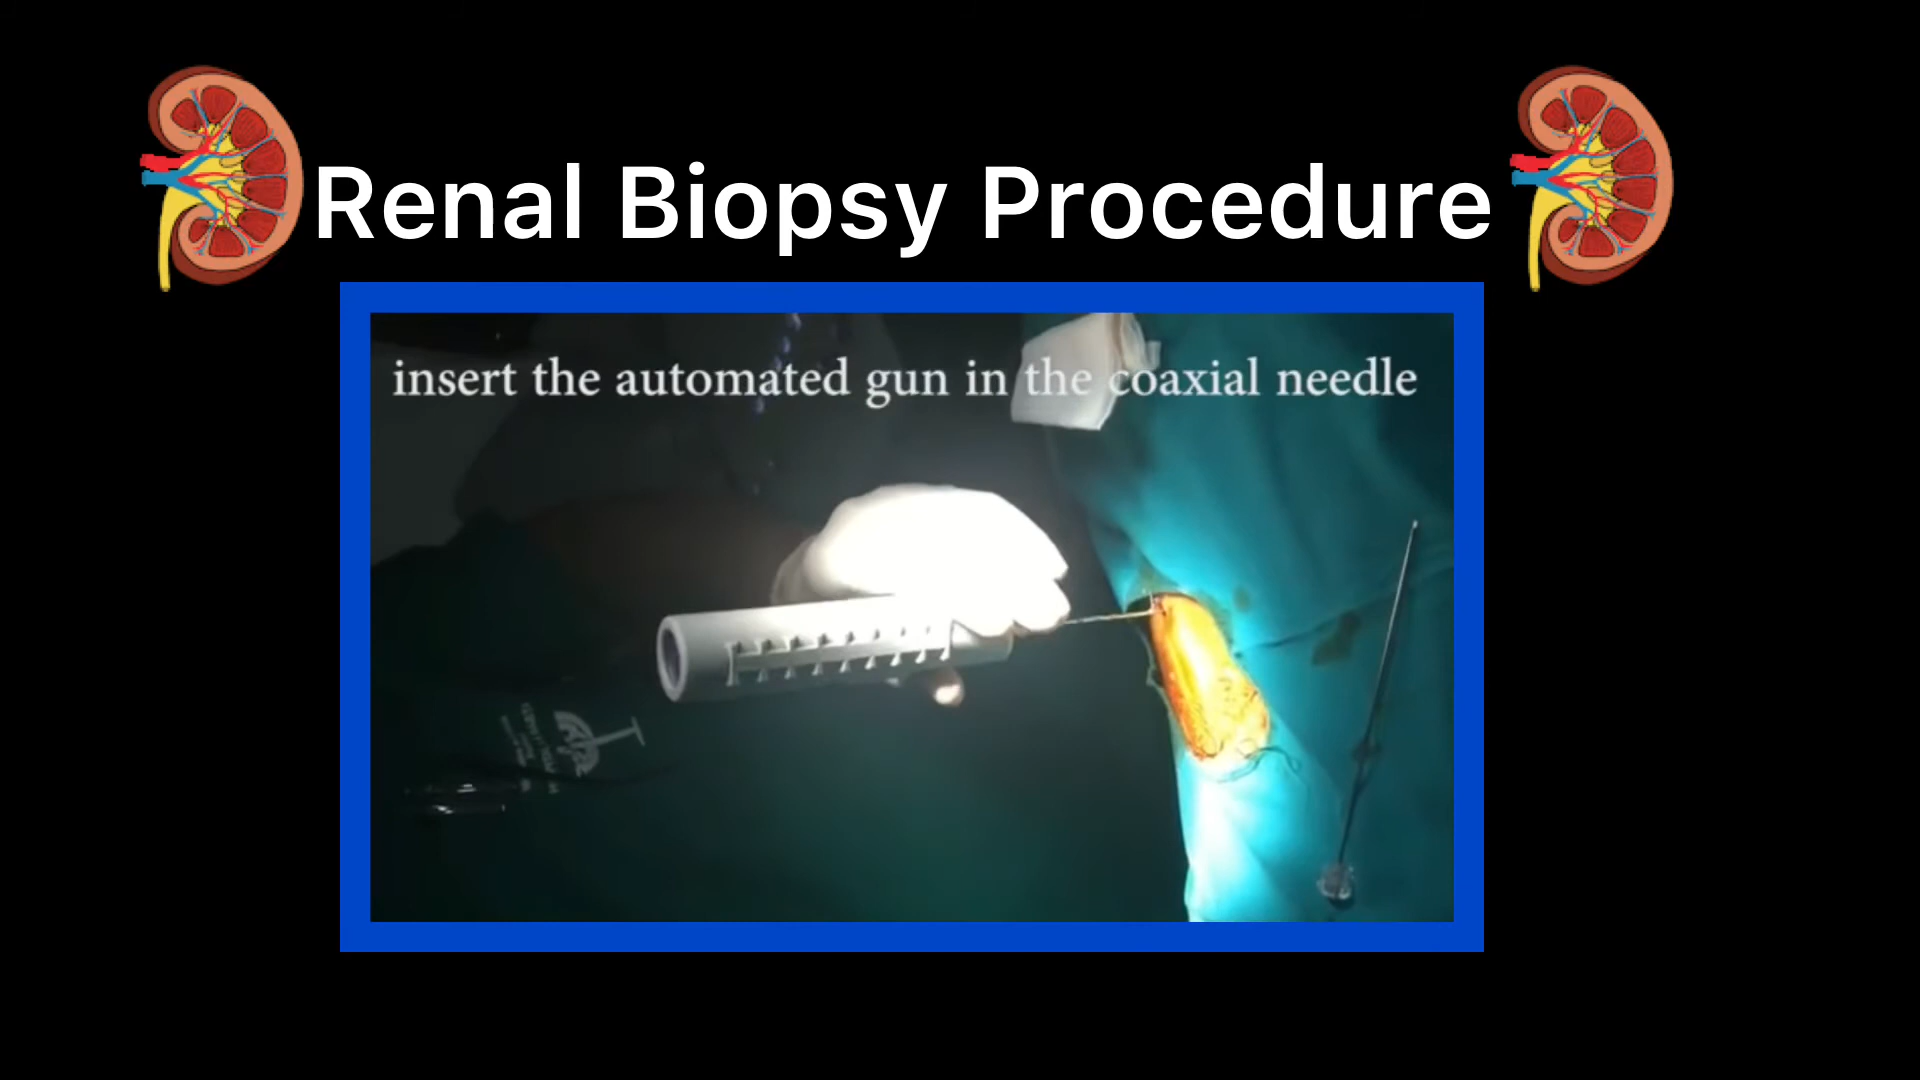 Renal Biopsy Procedure
insert the automated gun in the coaxial needle